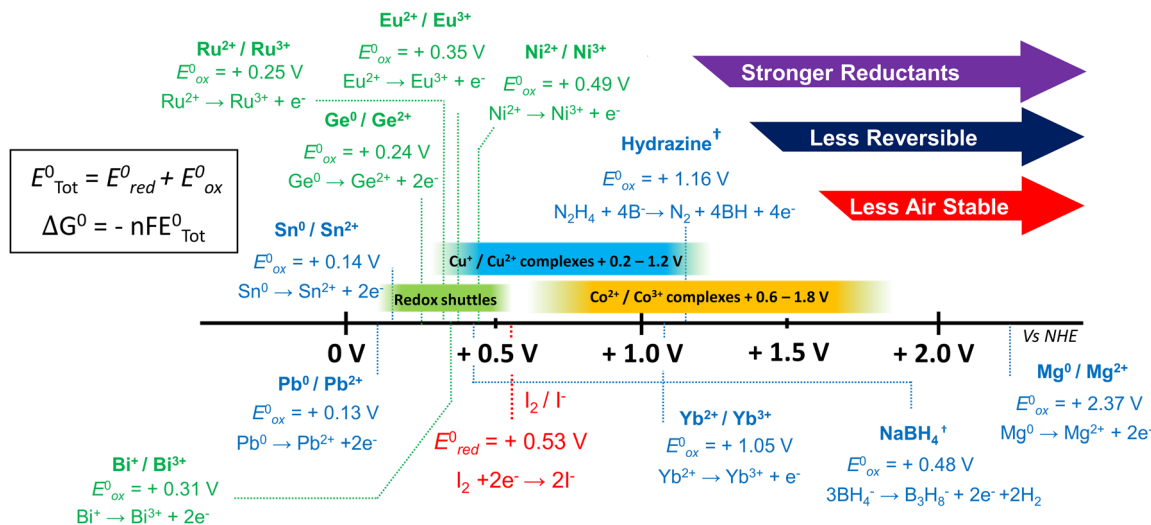 Eu²⁺ / Eu³⁺
E⁰ₒₓ = + 0.35 V
Eu²⁺ → Eu³⁺ + e⁻
Ru²⁺ / Ru³⁺
E⁰ₒₓ = + 0.25 V
Ru²⁺ → Ru³⁺ + e⁻
Ni²⁺ / Ni³⁺
E⁰ₒₓ = + 0.49 V
Ni²⁺ → Ni³⁺ + e⁻
Stronger Reductants
Less Reversible
Less Air Stable
Ge⁰ / Ge²⁺
E⁰ₒₓ = + 0.24 V
Ge⁰ → Ge²⁺ + 2e⁻
Hydrazine†
E⁰ₒₓ = + 1.16 V
N₂H₄ + 4B⁻→ N₂ + 4BH + 4e⁻
E⁰Tot = E⁰red + E⁰ₒₓ
ΔG⁰ = - nFE⁰Tot
Sn⁰ / Sn²⁺
E⁰ₒₓ = + 0.14 V
Sn⁰ → Sn²⁺ + 2e⁻
Cu⁺ / Cu²⁺ complexes + 0.2 – 1.2 V
Redox shuttles
Co²⁺ / Co³⁺ complexes + 0.6 – 1.8 V
0 V
+ 0.5 V
+ 1.0 V
+ 1.5 V
+ 2.0 V
Vs NHE
Pb⁰ / Pb²⁺
E⁰ₒₓ = + 0.13 V
Pb⁰ → Pb²⁺ +2e⁻
I₂ / I⁻
E⁰red = + 0.53 V
I₂ +2e⁻ → 2I⁻
Yb²⁺ / Yb³⁺
E⁰ₒₓ = + 1.05 V
Yb²⁺ → Yb³⁺ + e⁻
NaBH₄†
E⁰ₒₓ = + 0.48 V
3BH₄⁻ → B₃H₈⁻ + 2e⁻ +2H₂
Mg⁰ / Mg²⁺
E⁰ₒₓ = + 2.37 V
Mg⁰ → Mg²⁺ + 2e⁻
Bi⁺ / Bi³⁺
E⁰ₒₓ = + 0.31 V
Bi⁺ → Bi³⁺ + 2e⁻